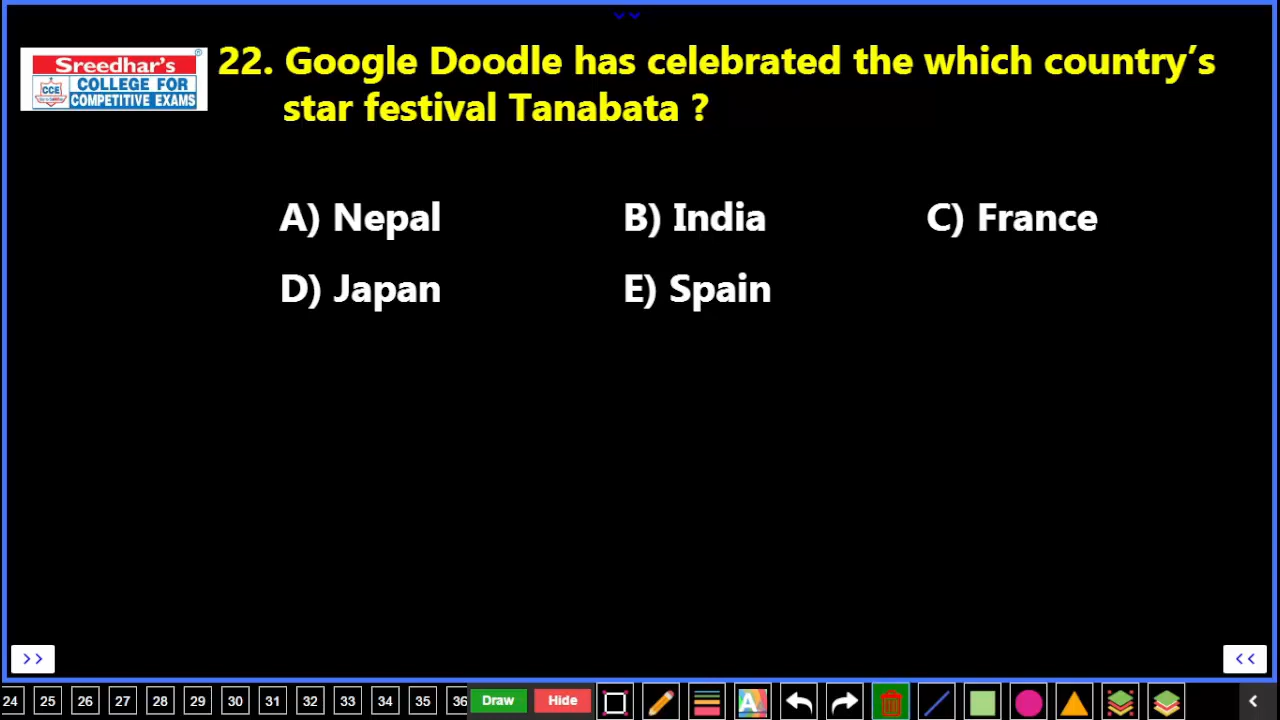 Sreedhar's
CCE
COLLEGE FOR
COMPETITIVE EXAMS
22. Google Doodle has celebrated the which country’s
star festival Tanabata ?
A) Nepal B) India C) France
D) Japan E) Spain
>> <<
24 25 26 27 28 29 30 31 32 33 34 35 36 Draw Hide A <